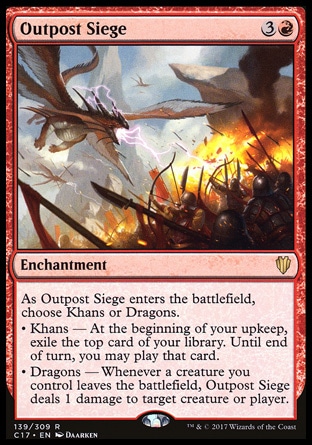 Outpost Siege 3
Enchantment
As Outpost Siege enters the battlefield,
choose Khans or Dragons.
• Khans — At the beginning of your upkeep,
exile the top card of your library. Until end
of turn, you may play that card.
• Dragons — Whenever a creature you
control leaves the battlefield, Outpost Siege
deals 1 damage to target creature or player.
139/309 R
C17 • EN DAARKEN ™ & © 2017 Wizards of the Coast